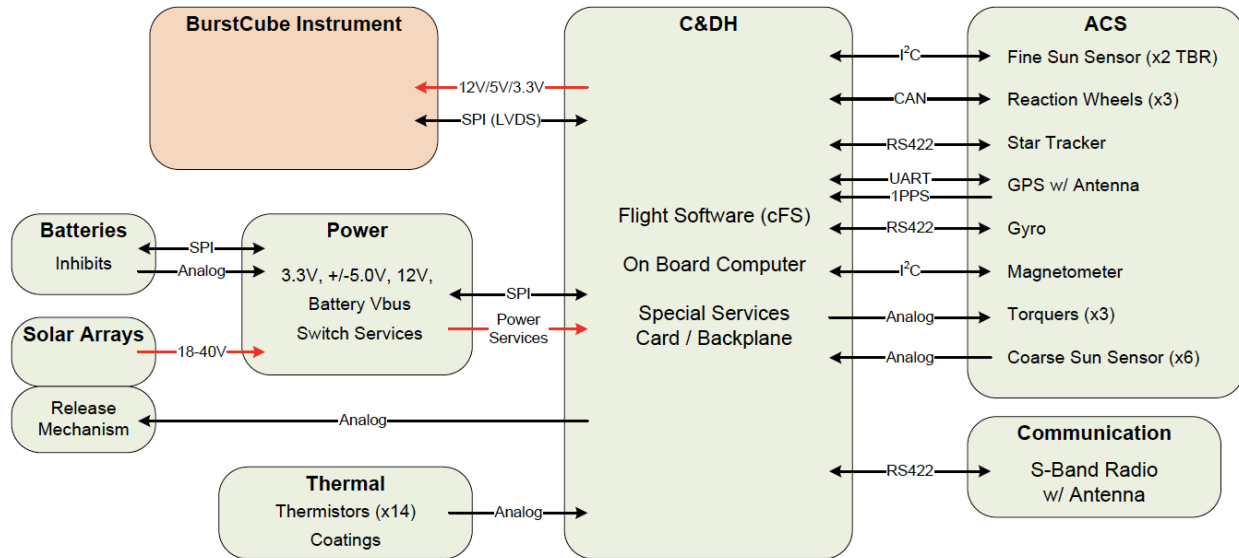 BurstCube Instrument
12V/5V/3.3V
SPI (LVDS)
Batteries
Inhibits
SPI
Analog
Power
3.3V, +/-5.0V, 12V,
Battery Vbus
Switch Services
SPI
Power
Services
Solar Arrays
18-40V
Release
Mechanism
Analog
Thermal
Thermistors (x14)
Coatings
Analog
C&DH
Flight Software (cFS)
On Board Computer
Special Services
Card / Backplane
ACS
I²C
Fine Sun Sensor (x2 TBR)
CAN
Reaction Wheels (x3)
RS422
Star Tracker
UART
1PPS
GPS w/ Antenna
RS422
Gyro
I²C
Magnetometer
Analog
Torquers (x3)
Analog
Coarse Sun Sensor (x6)
Communication
RS422
S-Band Radio
w/ Antenna